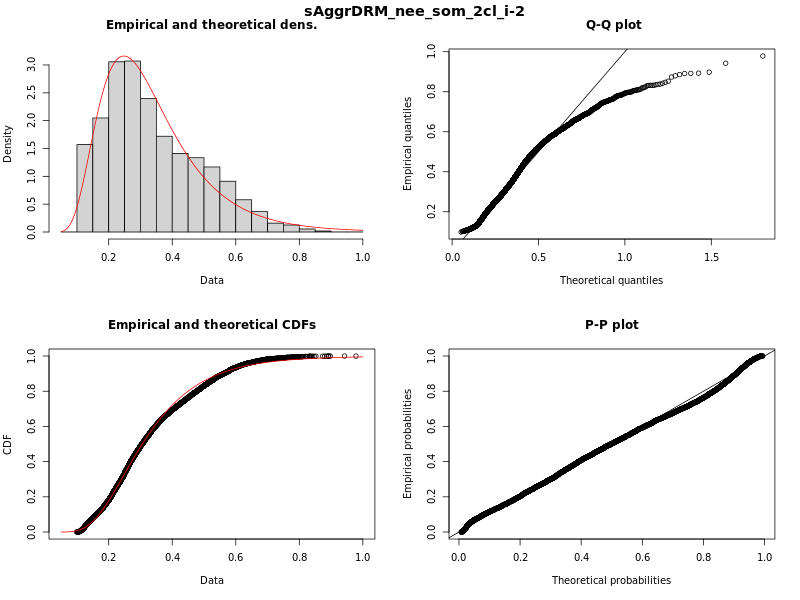 sAggrDRM_nee_som_2cl_i-2
Empirical and theoretical dens.
Density
0.0 0.5 1.0 1.5 2.0 2.5 3.0
0.2 0.4 0.6 0.8 1.0
Data
Q-Q plot
Empirical quantiles
0.2 0.4 0.6 0.8 1.0
0.0 0.5 1.0 1.5
Theoretical quantiles
Empirical and theoretical CDFs
CDF
0.0 0.2 0.4 0.6 0.8 1.0
0.2 0.4 0.6 0.8 1.0
Data
P-P plot
Empirical probabilities
0.0 0.2 0.4 0.6 0.8 1.0
0.0 0.2 0.4 0.6 0.8 1.0
Theoretical probabilities